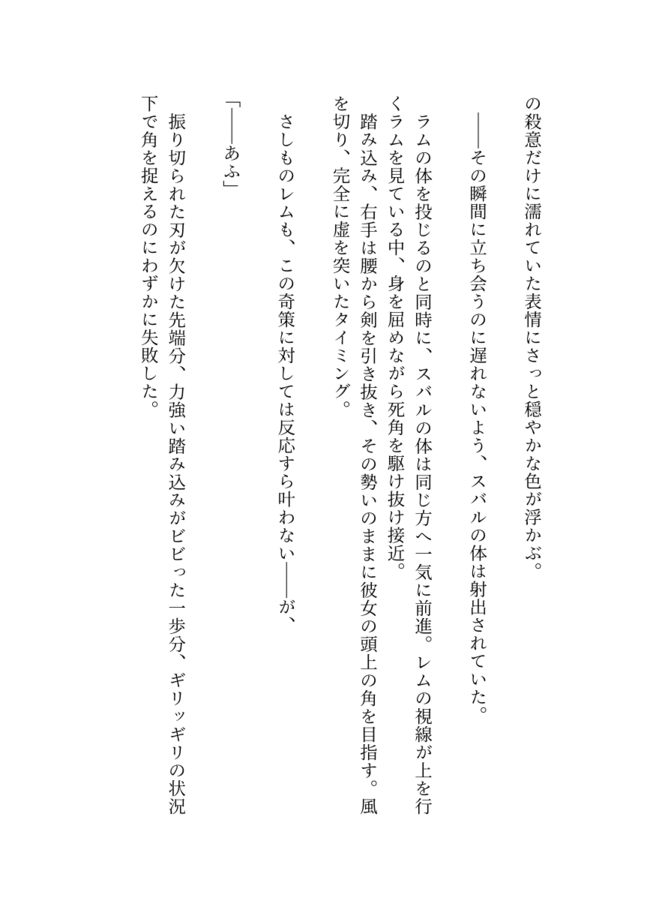 の殺意だけに濡れていた表情にさっと穏やかな色が浮かぶ。
――その瞬間に立ち会うのに遅れないよう、スバルの体は射出されていた。
ラムの体を投じるのと同時に、スバルの体は同じ方へ一気に前進。レムの視線が上を行
くラムを見ている中、身を屈めながら死角を駆け抜け接近。
踏み込み、右手は腰から剣を引き抜き、その勢いのままに彼女の頭上の角を目指す。風
を切り、完全に虚を突いたタイミング。
さしものレムも、この奇策に対しては反応すら叶わない――が、
「――あふ」
振り切られた刃が欠けた先端分、力強い踏み込みがビビった一歩分、ギリッギリの状況
下で角を捉えるのにわずかに失敗した。